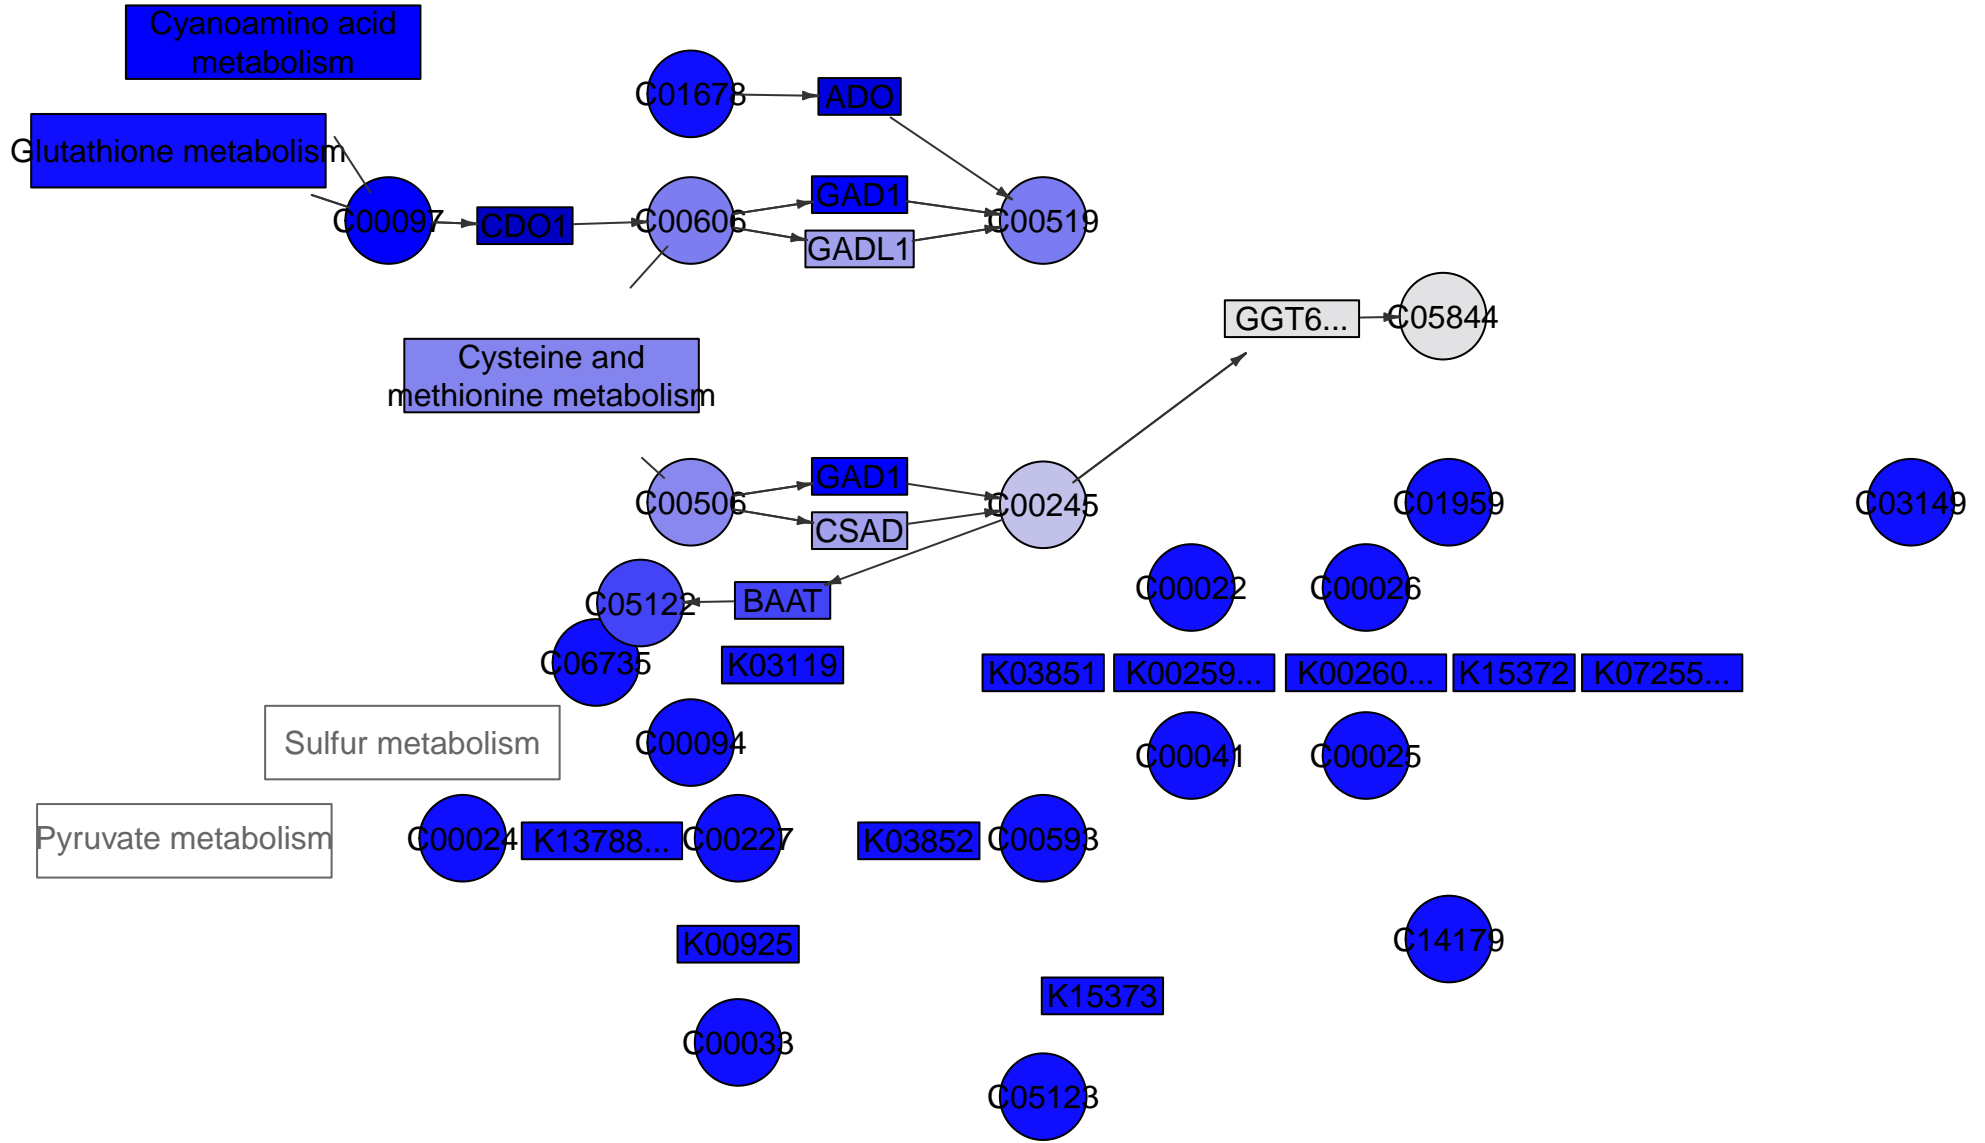 Cyanoamino acid
metabolism
C01678
ADO
Glutathione metabolism
C00097
CDO1
C00606
GAD1
GADL1
C00519
GGT6...
C05844
Cysteine and
methionine metabolism
C00506
GAD1
CSAD
C00245
C01959
C03149
C05122
BAAT
C00022
C00026
C06735
K03119
K03851
K00259...
K00260...
K15372
K07255...
Sulfur metabolism
C00094
C00041
C00025
Pyruvate metabolism
C00024
K13788...
C00227
K03852
C00593
K00925
C14179
K15373
C00033
C05123